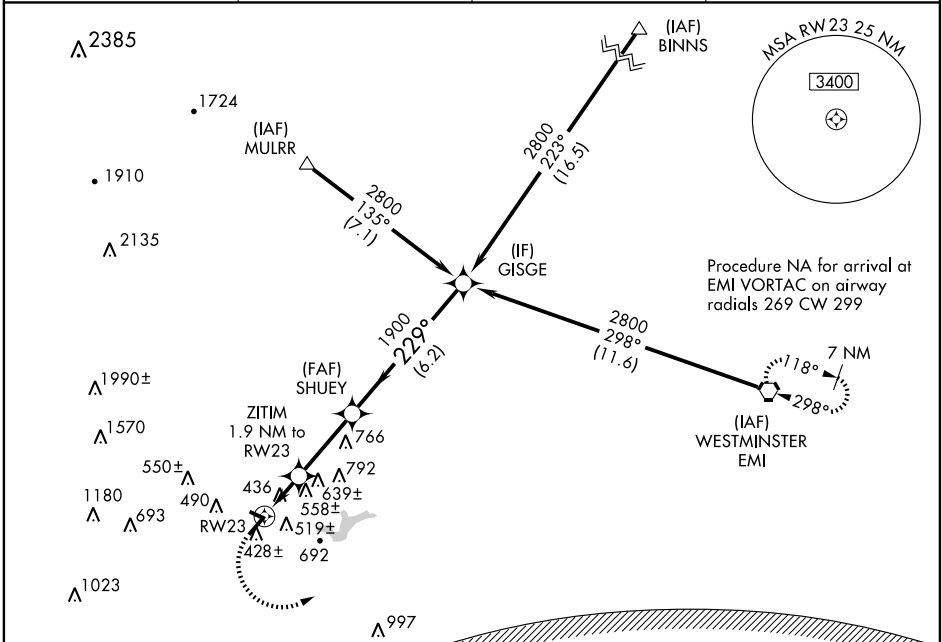 2385
1724
(IAF)
MULRR
(IAF)
BINNS
MSA RW23 25 NM
3400
1910
2135
2800
135°
(7.1)
2800
223°
(16.5)
(IF)
GISGE
Procedure NA for arrival at
EMI VORTAC on airway
radials 269 CW 299
1900
229°
(6.2)
2800
298°
(11.6)
7 NM
118°
298°
(IAF)
WESTMINSTER
EMI
(FAF)
SHUEY
ZITIM
1.9 NM to
RW23
1990±
1570
766
550±
792
436
639±
490
558±
1180
693
RW23
519±
428±
692
1023
997